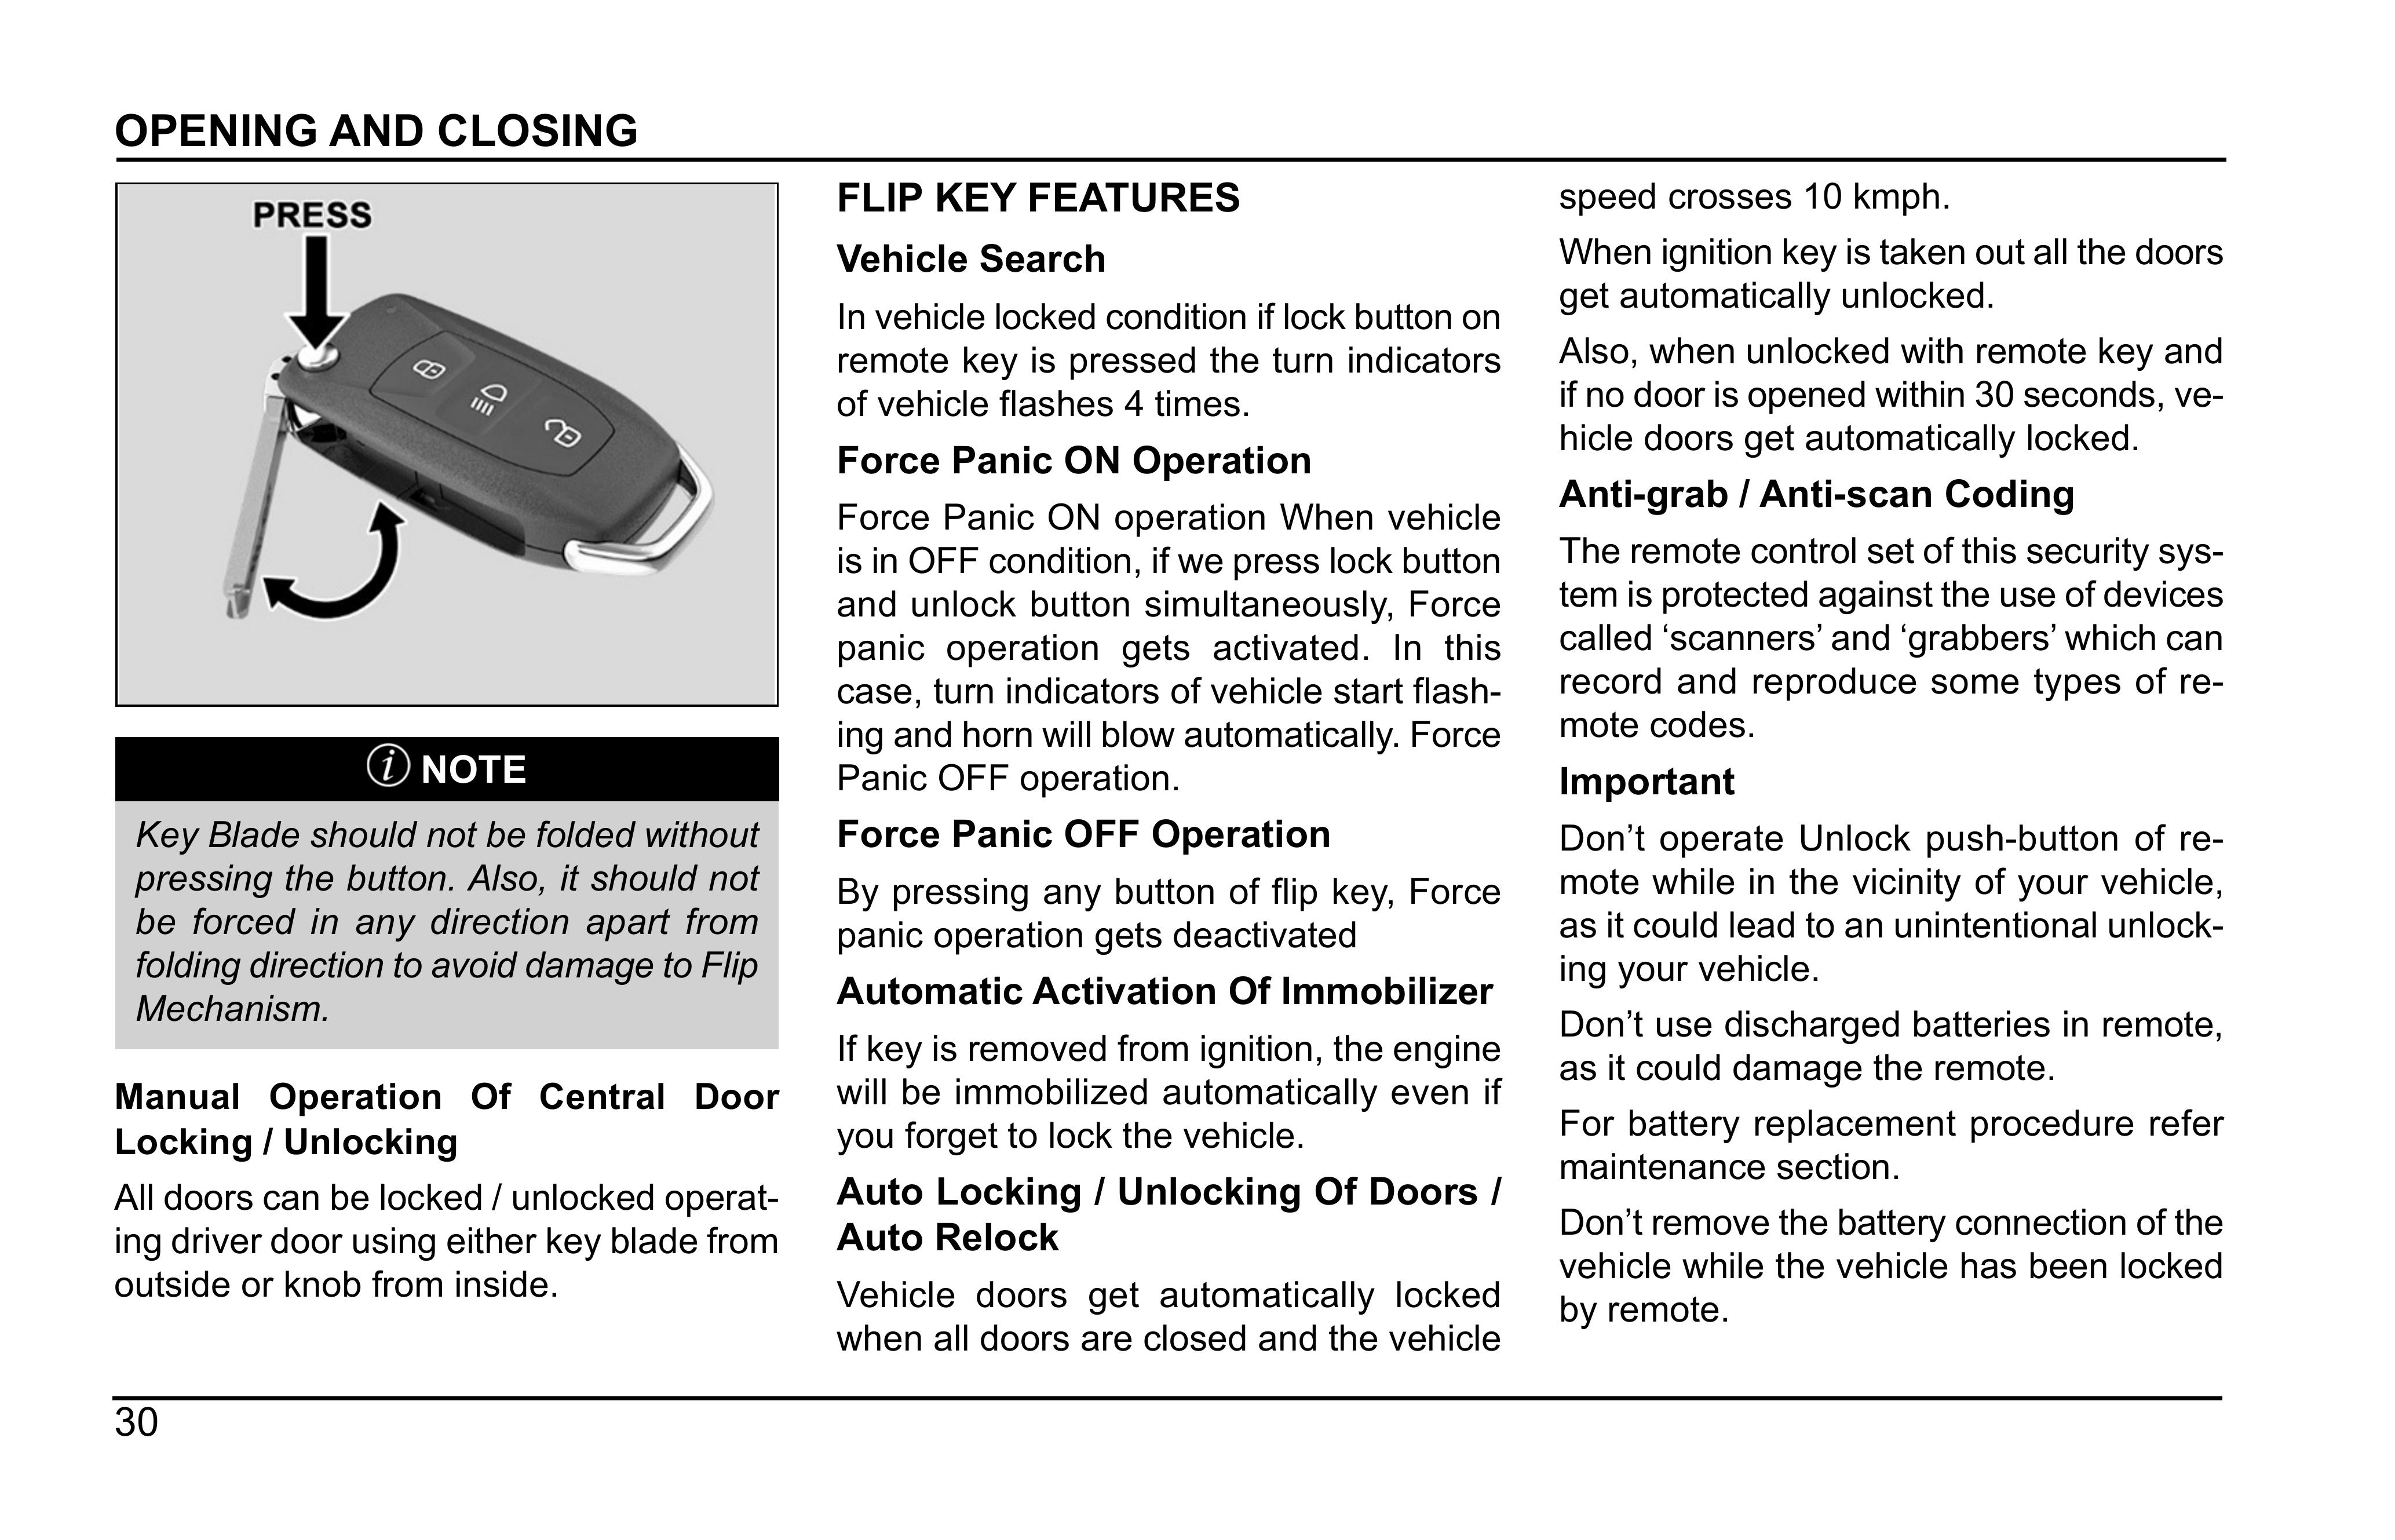 OPENING AND CLOSING
PRESS
i NOTE
Key Blade should not be folded without
pressing the button. Also, it should not
be forced in any direction apart from
folding direction to avoid damage to Flip
Mechanism.
Manual Operation Of Central Door
Locking / Unlocking
All doors can be locked / unlocked operat-
ing driver door using either key blade from
outside or knob from inside.
FLIP KEY FEATURES
Vehicle Search
In vehicle locked condition if lock button on
remote key is pressed the turn indicators
of vehicle flashes 4 times.
Force Panic ON Operation
Force Panic ON operation When vehicle
is in OFF condition, if we press lock button
and unlock button simultaneously, Force
panic operation gets activated. In this
case, turn indicators of vehicle start flash-
ing and horn will blow automatically. Force
Panic OFF operation.
Force Panic OFF Operation
By pressing any button of flip key, Force
panic operation gets deactivated
Automatic Activation Of Immobilizer
If key is removed from ignition, the engine
will be immobilized automatically even if
you forget to lock the vehicle.
Auto Locking / Unlocking Of Doors /
Auto Relock
Vehicle doors get automatically locked
when all doors are closed and the vehicle
speed crosses 10 kmph.
When ignition key is taken out all the doors
get automatically unlocked.
Also, when unlocked with remote key and
if no door is opened within 30 seconds, ve-
hicle doors get automatically locked.
Anti-grab / Anti-scan Coding
The remote control set of this security sys-
tem is protected against the use of devices
called ‘scanners’ and ‘grabbers’ which can
record and reproduce some types of re-
mote codes.
Important
Don’t operate Unlock push-button of re-
mote while in the vicinity of your vehicle,
as it could lead to an unintentional unlock-
ing your vehicle.
Don’t use discharged batteries in remote,
as it could damage the remote.
For battery replacement procedure refer
maintenance section.
Don’t remove the battery connection of the
vehicle while the vehicle has been locked
by remote.
30